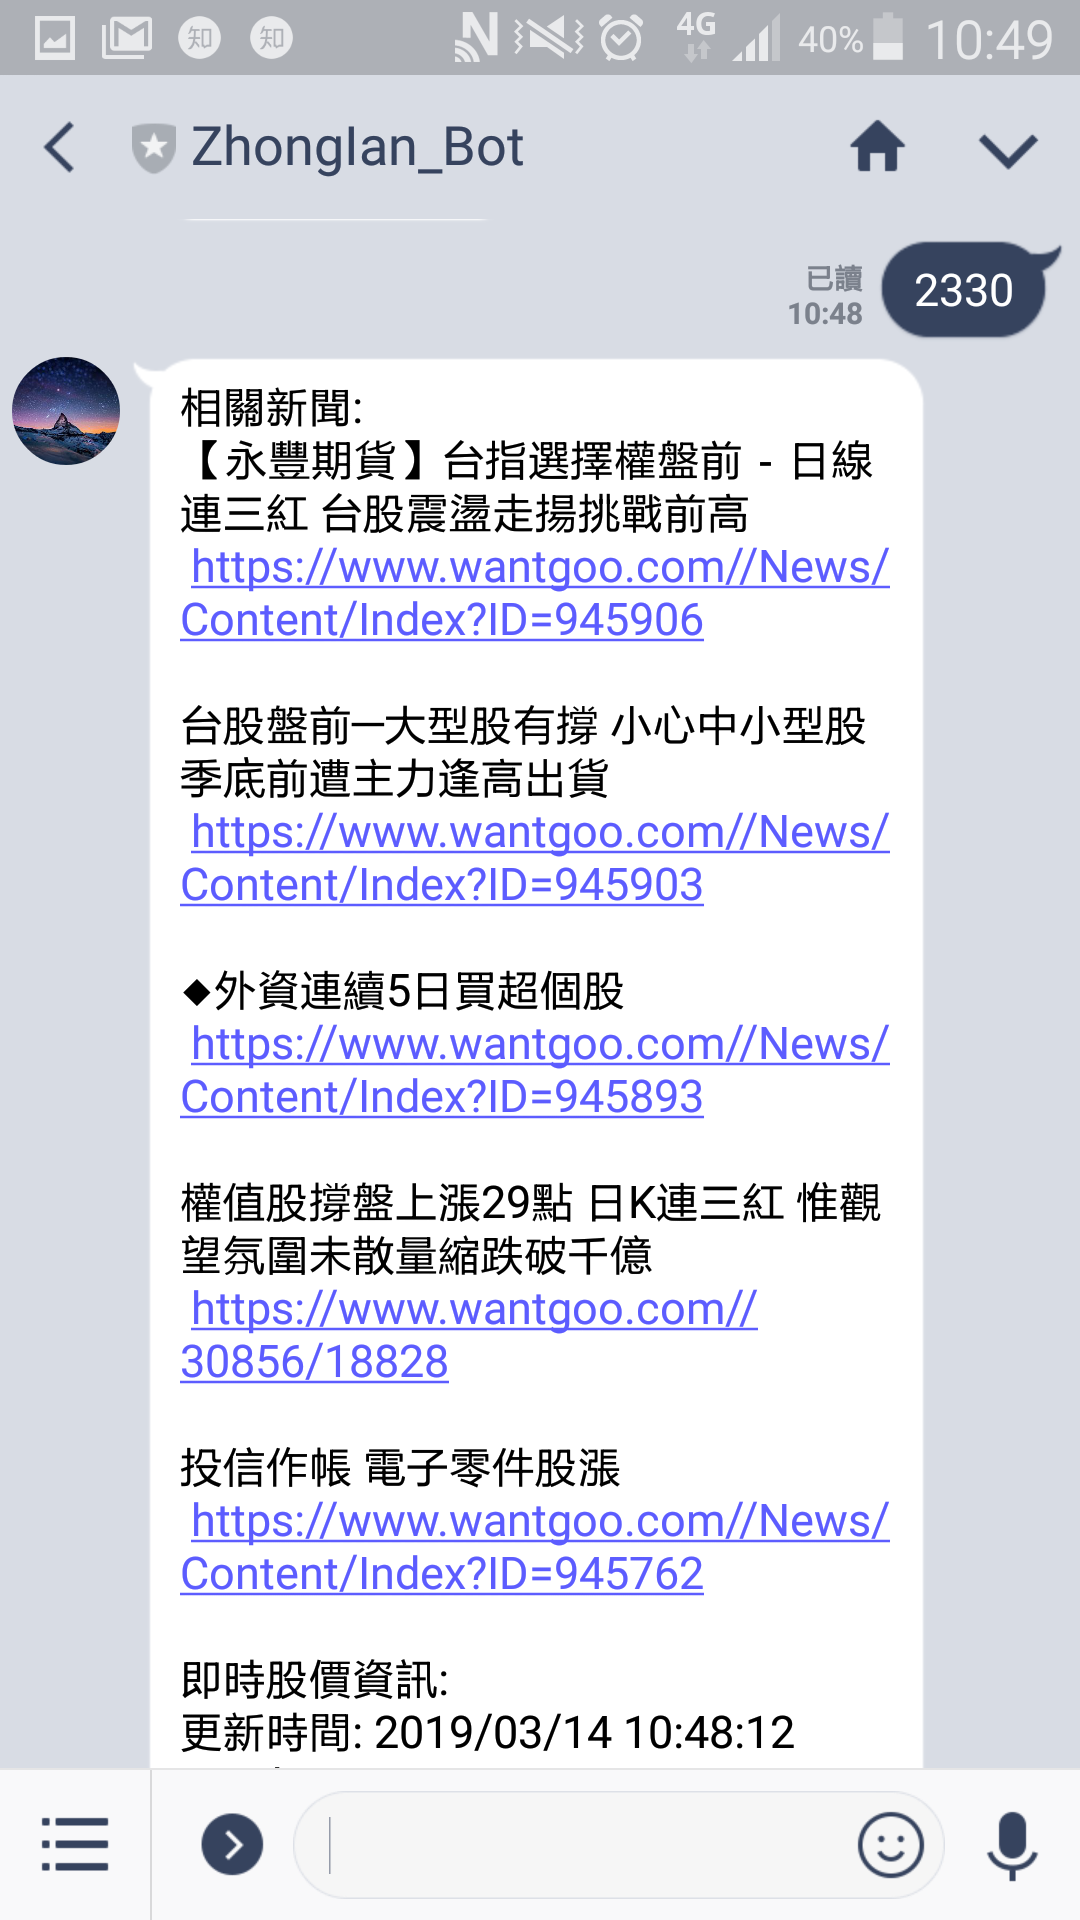 知 知 4G 40% 10:49
ZhongIan_Bot
已讀
10:48
2330
相關新聞:
【永豐期貨】台指選擇權盤前 - 日線
連三紅 台股震盪走揚挑戰前高
https://www.wantgoo.com//News/
Content/Index?ID=945906
台股盤前─大型股有撐 小心中小型股
季底前遭主力逢高出貨
https://www.wantgoo.com//News/
Content/Index?ID=945903
◆外資連續5日買超個股
https://www.wantgoo.com//News/
Content/Index?ID=945893
權值股撐盤上漲29點 日K連三紅 惟觀
望氛圍未散量縮跌破千億
https://www.wantgoo.com//
30856/18828
投信作帳 電子零件股漲
https://www.wantgoo.com//News/
Content/Index?ID=945762
即時股價資訊:
更新時間: 2019/03/14 10:48:12